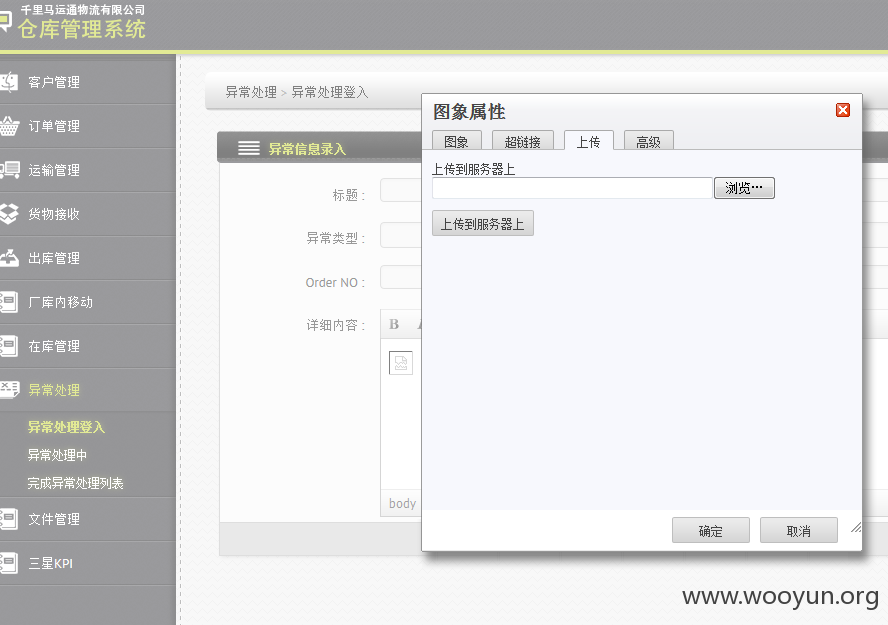 千里马运通物流有限公司
仓库管理系统
客户管理
订单管理
运输管理
货物接收
出库管理
厂库内移动
在库管理
异常处理
异常处理登入
异常处理中
完成异常处理列表
文件管理
三星KPI
异常处理 > 异常处理登入
异常信息录入
标题 :
异常类型 :
Order NO :
详细内容 :
B
body
图象属性
图象 超链接 上传 高级
上传到服务器上
浏览…
上传到服务器上
确定 取消
www.wooyun.org